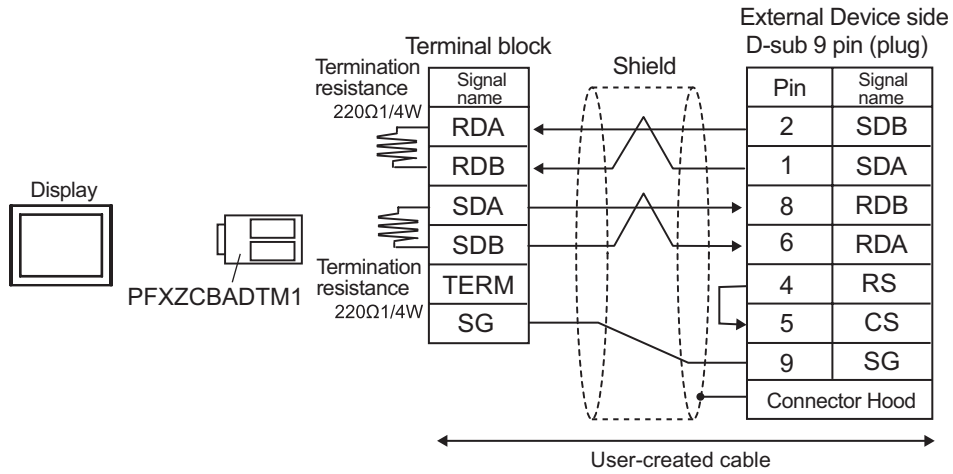 External Device side
D-sub 9 pin (plug)
Terminal block
Shield
Termination
resistance
220Ω1/4W
Signal
name
RDA
RDB
SDA
SDB
TERM
SG
Pin
Signal
name
2 SDB
1 SDA
8 RDB
6 RDA
4 RS
5 CS
9 SG
Connector Hood
Display
PFXZCBADTM1
Termination
resistance
220Ω1/4W
User-created cable